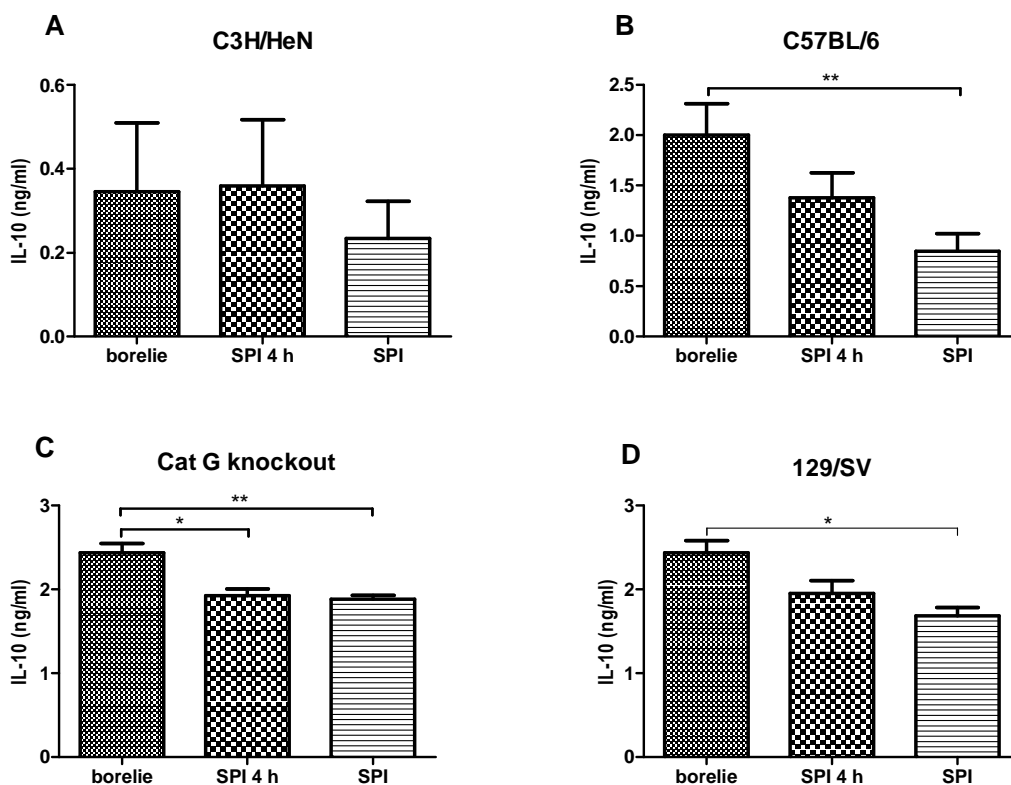 A
C3H/HeN
IL-10 (ng/ml)
0.6
0.4
0.2
0.0
borelie SPI 4 h SPI
B
C57BL/6
IL-10 (ng/ml)
2.5
2.0
1.5
1.0
0.5
0.0
**
borelie SPI 4 h SPI
C
Cat G knockout
IL-10 (ng/ml)
3
2
1
0
**
*
borelie SPI 4 h SPI
D
129/SV
IL-10 (ng/ml)
3
2
1
0
*
borelie SPI 4 h SPI